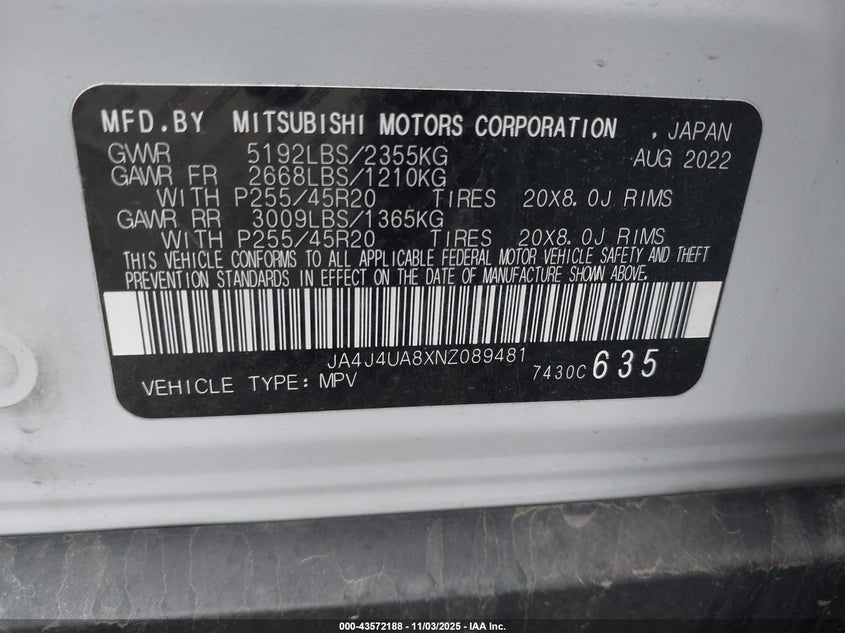 MFD.BY MITSUBISHI MOTORS CORPORATION , JAPAN
GVWR 5192LBS/2355KG AUG 2022
GAWR FR 2668LBS/1210KG
WITH P255/45R20 TIRES 20X8.0J RIMS
GAWR RR 3009LBS/1365KG
WITH P255/45R20 TIRES 20X8.0J RIMS
THIS VEHICLE CONFORMS TO ALL APPLICABLE FEDERAL MOTOR VEHICLE SAFETY AND THEFT
PREVENTION STANDARDS IN EFFECT ON THE DATE OF MANUFACTURE SHOWN ABOVE.
JA4J4UA8XNZ089481
VEHICLE TYPE: MPV 7430C 635
000-43572188 - 11/03/2025 - IAA Inc.